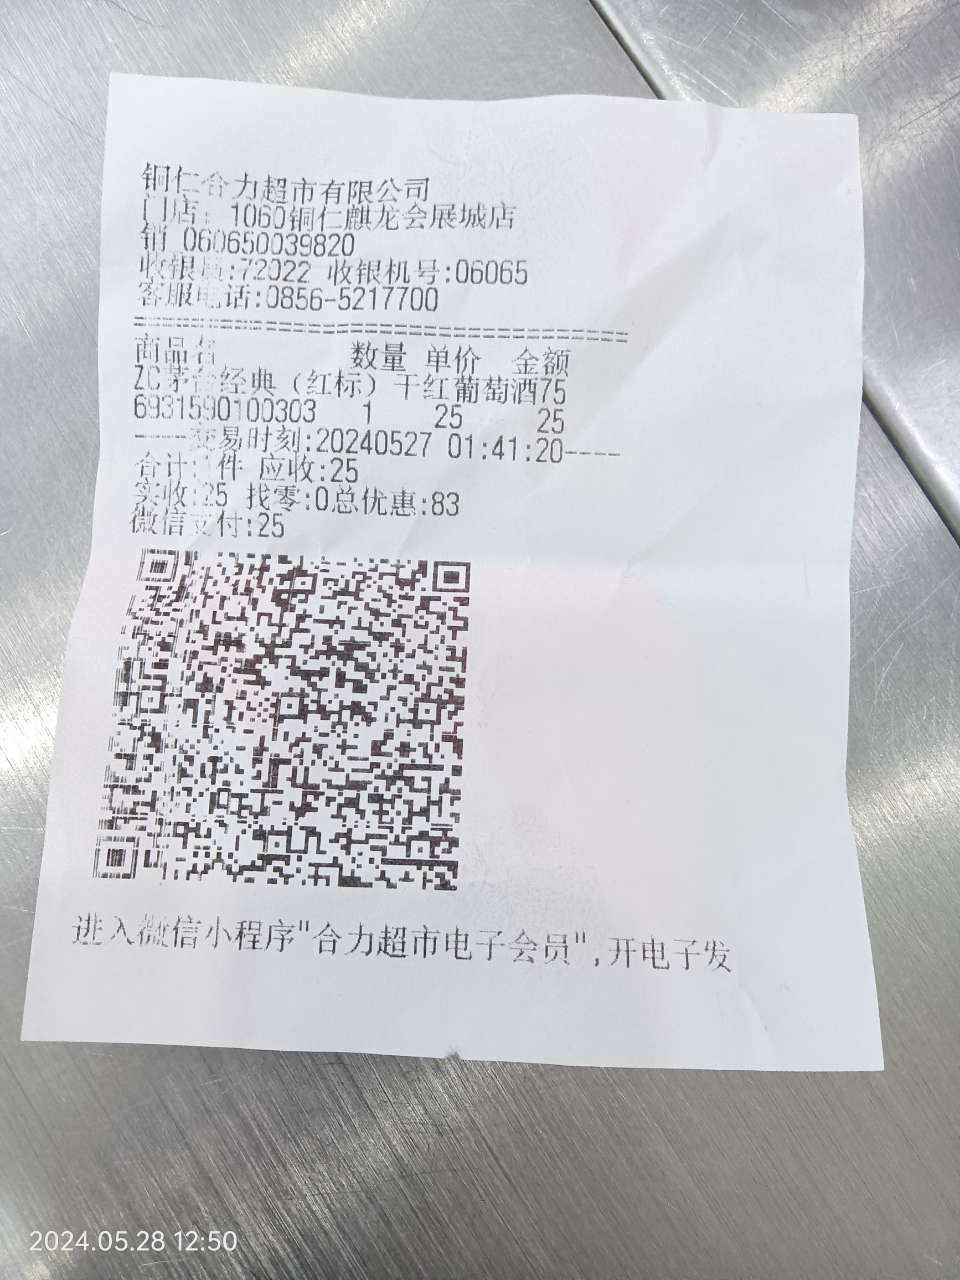 铜仁合力超市有限公司
门店: 1060铜仁麒龙会展城店
销 060650039820
收银员:72022 收银机号:06065
客服电话:0856-5217700
商品名 数量 单价 金额
ZC茅台经典（红标）干红葡萄酒75
6931590100303 1 25 25
----交易时刻:20240527 01:41:20----
合计:1件 应收:25
实收:25 找零:0总优惠:83
微信支付:25
进入微信小程序"合力超市电子会员",开电子发
2024.05.28 12:50